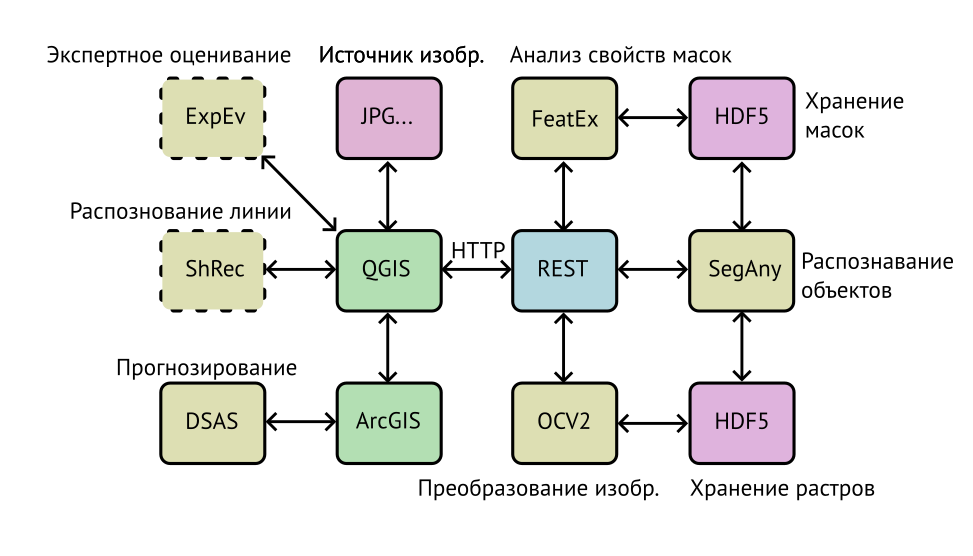 Экспертное оценивание
Источник изобр.
Анализ свойств масок
ExpEv
JPG...
FeatEx
HDF5
Хранение
масок
Распознование линии
HTTP
ShRec
QGIS
REST
SegAny
Распознавание
объектов
Прогнозирование
DSAS
ArcGIS
OCV2
HDF5
Преобразование изобр.
Хранение растров